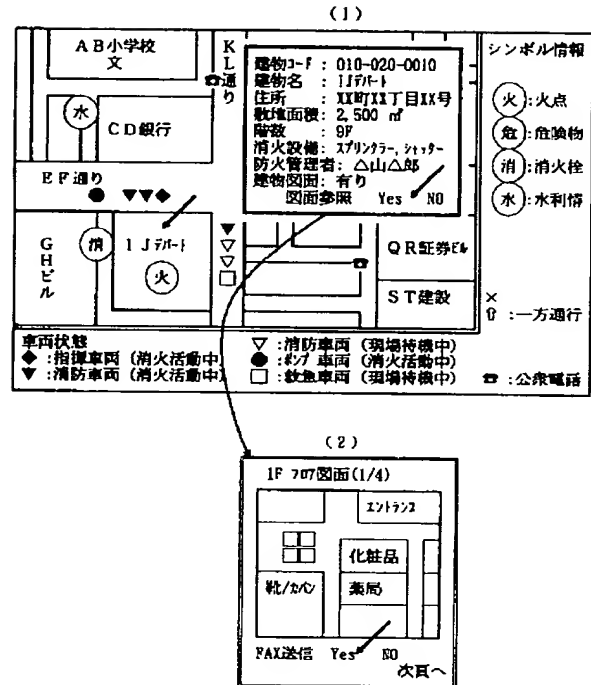 (1)
AB小学校
文
KL通り
建物コード : 010-020-0010
建物名 : IJデパート
住所 : XX町XX丁目XX号
敷地面積: 2,500 ㎡
階数 : 9F
消火設備: スプリンクラー, シャッター
防火管理者: △山△郎
建物図面: 有り
図面参照 Yes NO
シンボル情報
火:火点
危:危険物
消:消火栓
水:水利情
水
CD銀行
EF通り
GHビル
消
IJデパート
火
QR証券ビル
ST建設
×
⇧ :一方通行
車両状態
◆ :指揮車両 (消火活動中)
▼ :消防車両 (消火活動中)
▽ :消防車両 (現場待機中)
● :ポンプ車両 (消火活動中)
□ :救急車両 (現場待機中)
☎ :公衆電話
(2)
1F フロア図面(1/4)
エントランス
化粧品
靴/カバン
薬局
FAX送信 Yes NO
次頁へ